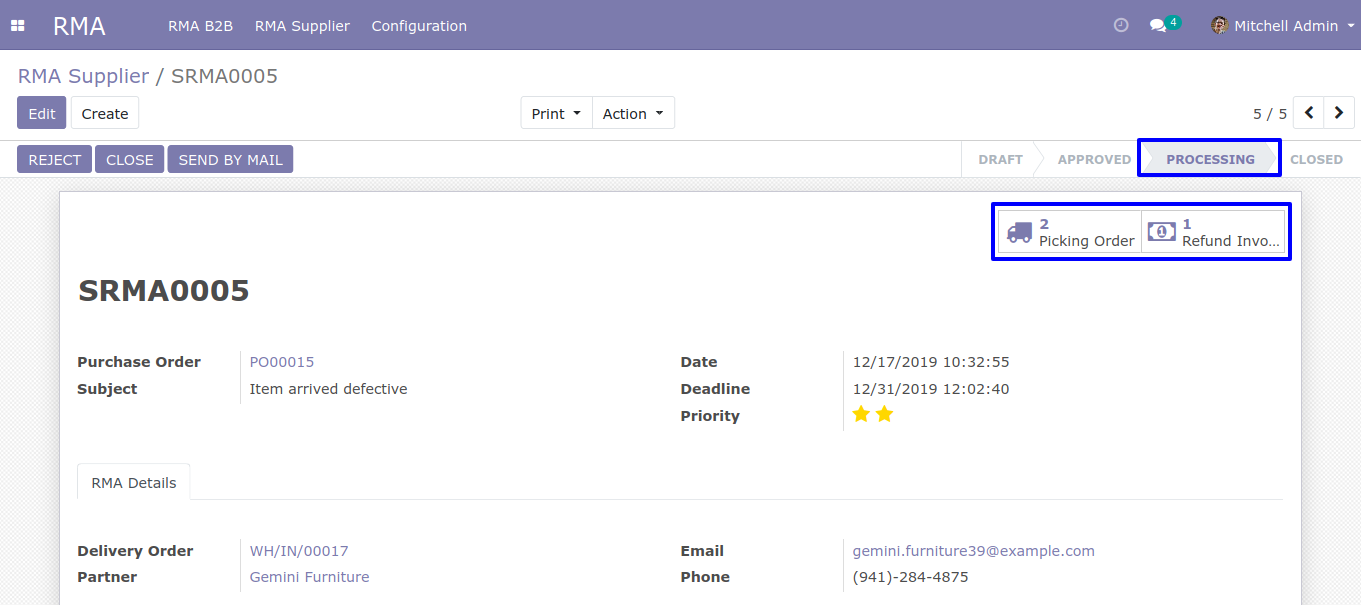 RMA RMA B2B RMA Supplier Configuration 4 Mitchell Admin
RMA Supplier / SRMA0005
Edit Create Print Action 5 / 5
REJECT CLOSE SEND BY MAIL DRAFT APPROVED PROCESSING CLOSED
2 1
Picking Order Refund Invo...
SRMA0005
Purchase Order PO00015 Date 12/17/2019 10:32:55
Subject Item arrived defective Deadline 12/31/2019 12:02:40
Priority
RMA Details
Delivery Order WH/IN/00017 Email gemini.furniture39@example.com
Partner Gemini Furniture Phone (941)-284-4875